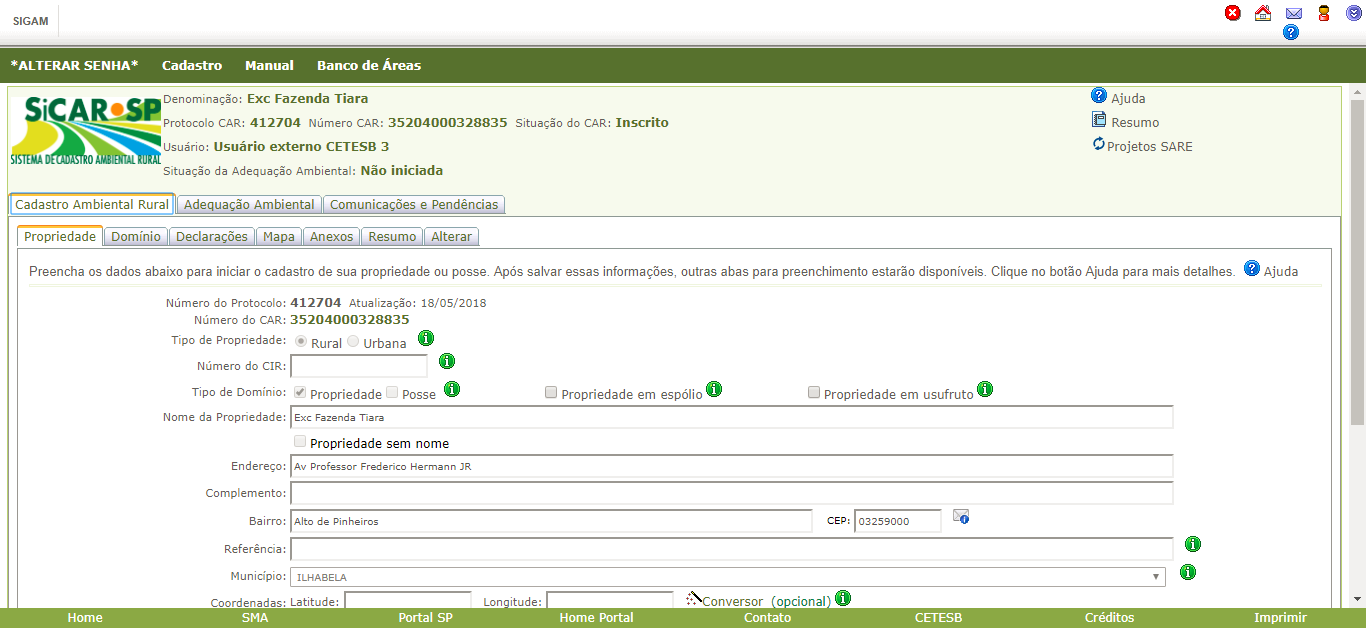 SIGAM
*ALTERAR SENHA* Cadastro Manual Banco de Áreas
SiCAR.SP
SISTEMA DE CADASTRO AMBIENTAL RURAL
Denominação: Exc Fazenda Tiara
Protocolo CAR: 412704 Número CAR: 35204000328835 Situação do CAR: Inscrito
Usuário: Usuário externo CETESB 3
Situação da Adequação Ambiental: Não iniciada
Ajuda
Resumo
Projetos SARE
Cadastro Ambiental Rural Adequação Ambiental Comunicações e Pendências
Propriedade Domínio Declarações Mapa Anexos Resumo Alterar
Preencha os dados abaixo para iniciar o cadastro de sua propriedade ou posse. Após salvar essas informações, outras abas para preenchimento estarão disponíveis. Clique no botão Ajuda para mais detalhes. Ajuda
Número do Protocolo: 412704 Atualização: 18/05/2018
Número do CAR: 35204000328835
Tipo de Propriedade: Rural Urbana
Número do CIR:
Tipo de Domínio: Propriedade Posse Propriedade em espólio Propriedade em usufruto
Nome da Propriedade: Exc Fazenda Tiara
Propriedade sem nome
Endereço: Av Professor Frederico Hermann JR
Complemento:
Bairro: Alto de Pinheiros CEP: 03259000
Referência:
Município: ILHABELA
Coordenadas: Latitude: Longitude: Conversor (opcional)
Home SMA Portal SP Home Portal Contato CETESB Créditos Imprimir